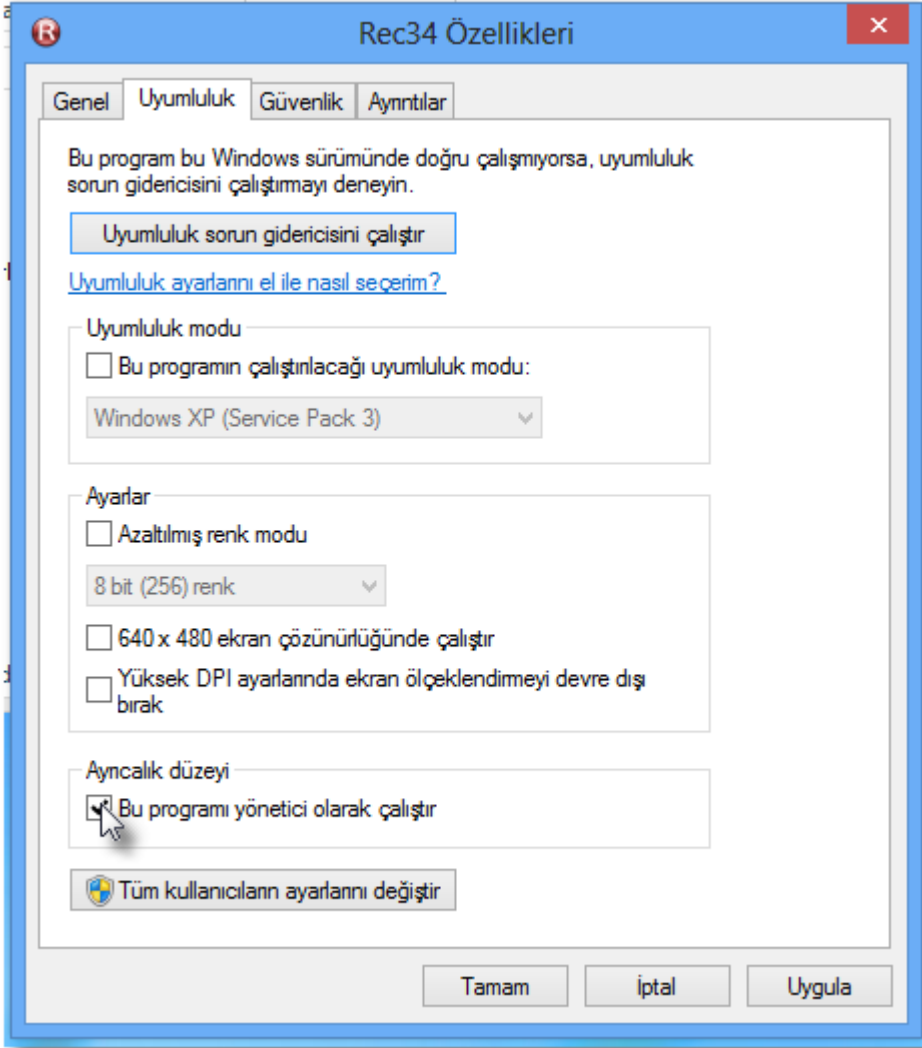 R
Rec34 Özellikleri
Genel
Uyumluluk
Güvenlik
Ayrıntılar
Bu program bu Windows sürümünde doğru çalışmıyorsa, uyumluluk
sorun gidericisini çalıştırmayı deneyin.
Uyumluluk sorun gidericisini çalıştır
Uyumluluk ayarlarını el ile nasıl seçerim?
Uyumluluk modu
Bu programın çalıştırılacağı uyumluluk modu:
Windows XP (Service Pack 3)
Ayarlar
Azaltılmış renk modu
8 bit (256) renk
640 x 480 ekran çözünürlüğünde çalıştır
Yüksek DPI ayarlarında ekran ölçeklendirmeyi devre dışı
bırak
Ayrıcalık düzeyi
Bu programı yönetici olarak çalıştır
Tüm kullanıcıların ayarlarını değiştir
Tamam
İptal
Uygula